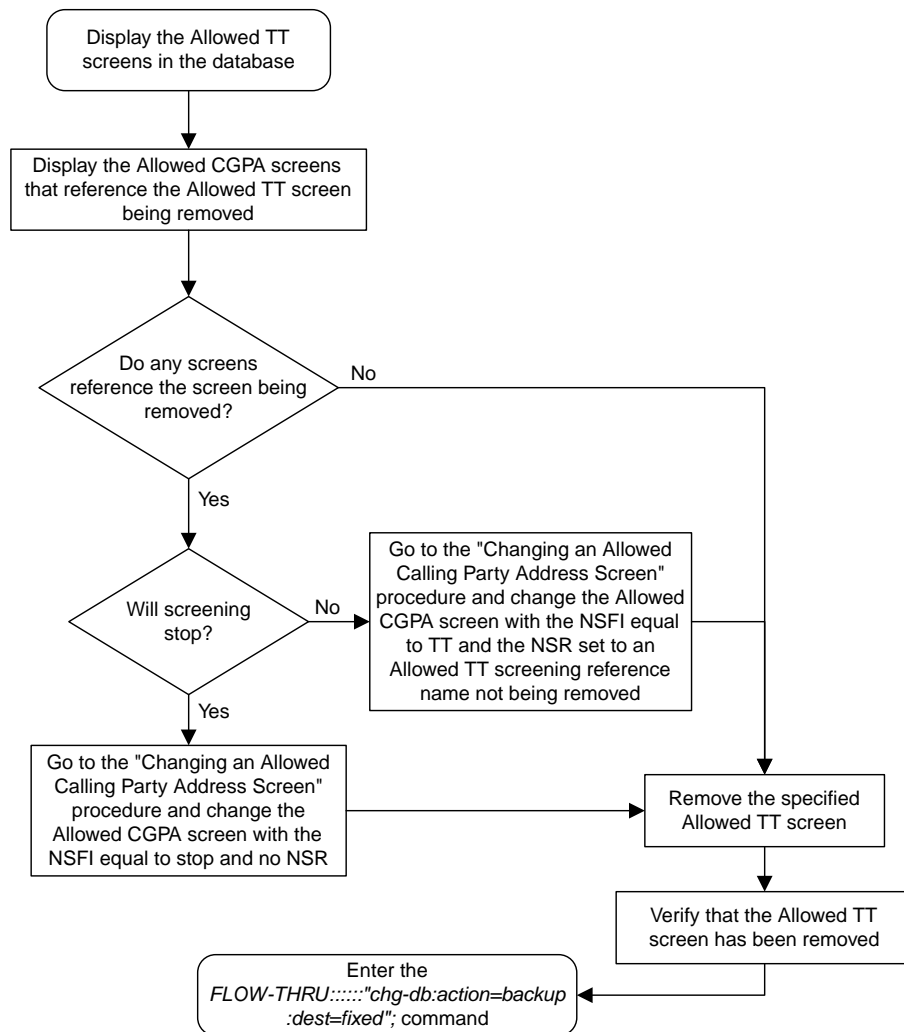 Display the Allowed TT
screens in the database
Display the Allowed CGPA screens
that reference the Allowed TT screen
being removed
Do any screens
reference the screen being
removed?
No
Yes
Will screening
stop?
No
Go to the "Changing an Allowed
Calling Party Address Screen"
procedure and change the Allowed
CGPA screen with the NSFI equal
to TT and the NSR set to an
Allowed TT screening reference
name not being removed
Yes
Go to the "Changing an Allowed
Calling Party Address Screen"
procedure and change the
Allowed CGPA screen with the
NSFI equal to stop and no NSR
Remove the specified
Allowed TT screen
Verify that the Allowed TT
screen has been removed
Enter the
FLOW-THRU::::::"chg-db:action=backup
:dest=fixed"; command